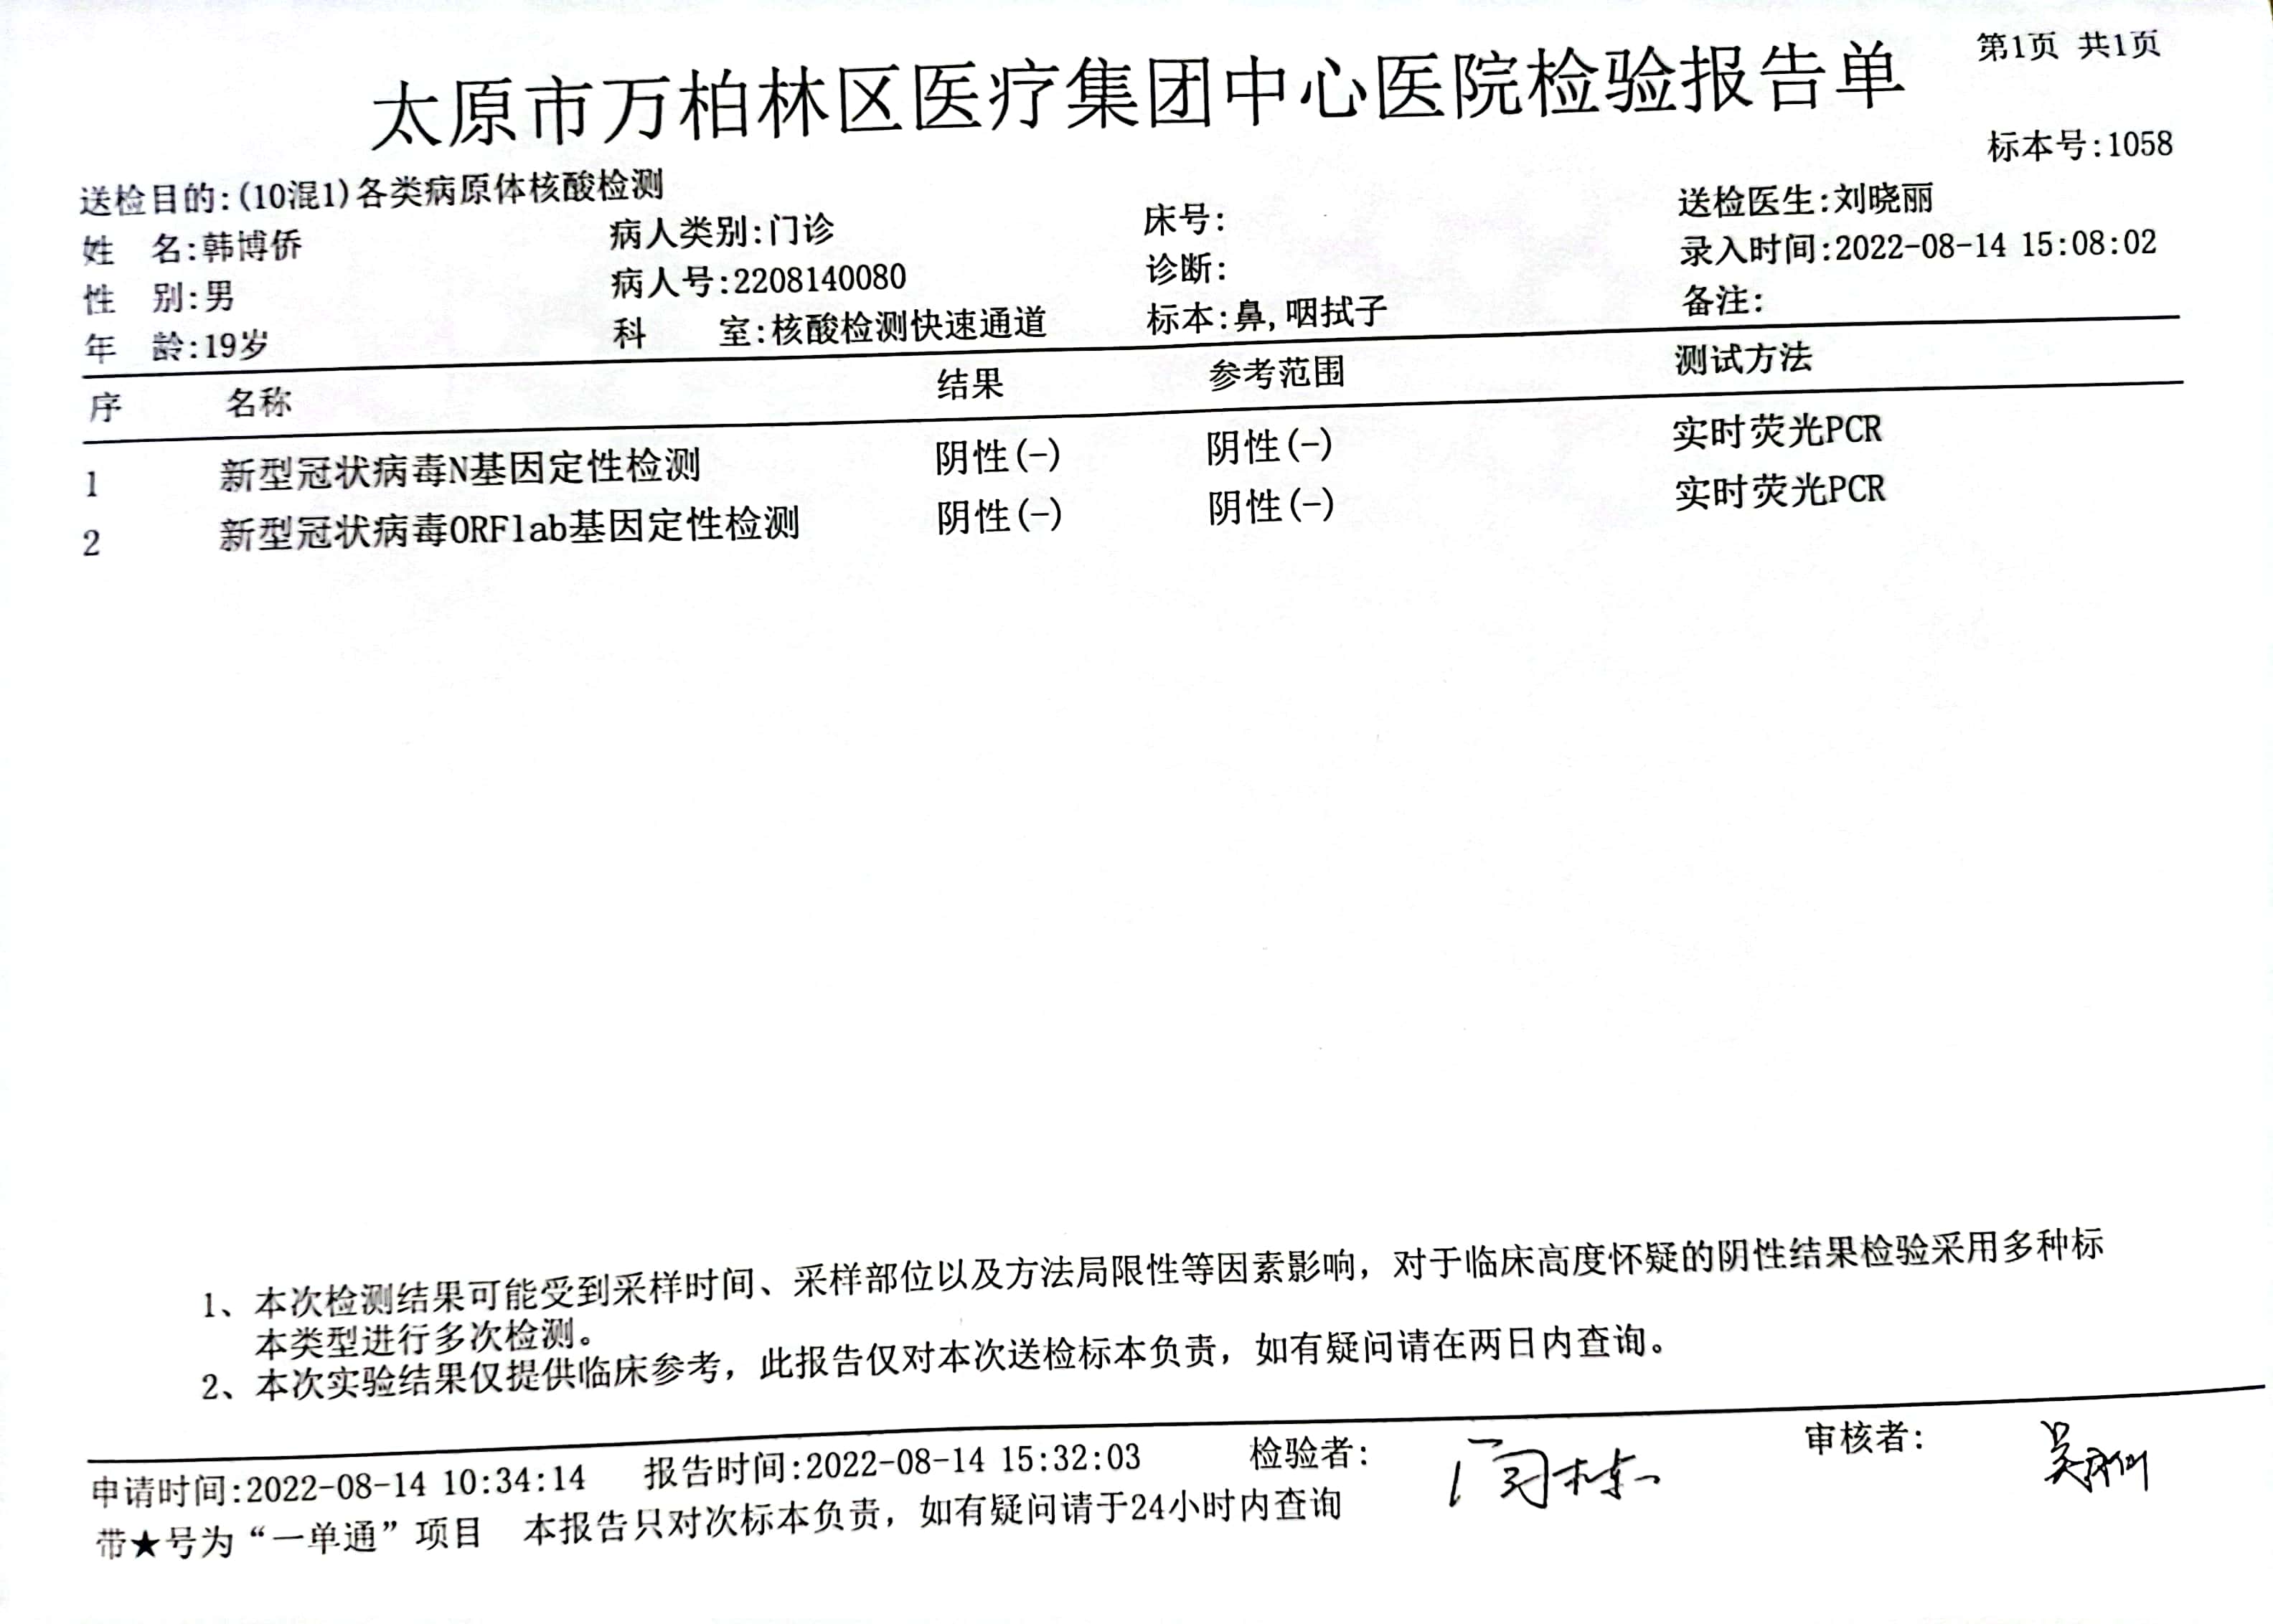 第1页 共1页
太原市万柏林区医疗集团中心医院检验报告单
标本号:1058
送检目的:(10混1)各类病原体核酸检测
姓 名:韩博侨 病人类别:门诊 床号: 送检医生:刘晓丽
性 别:男 病人号:2208140080 诊断: 录入时间:2022-08-14 15:08:02
年 龄:19岁 科 室:核酸检测快速通道 标本:鼻,咽拭子 备注:
序 名称 结果 参考范围 测试方法
1 新型冠状病毒N基因定性检测 阴性(-) 阴性(-) 实时荧光PCR
2 新型冠状病毒ORFlab基因定性检测 阴性(-) 阴性(-) 实时荧光PCR
1、本次检测结果可能受到采样时间、采样部位以及方法局限性等因素影响，对于临床高度怀疑的阴性结果检验采用多种标
本类型进行多次检测。
2、本次实验结果仅提供临床参考，此报告仅对本次送检标本负责，如有疑问请在两日内查询。
申请时间:2022-08-14 10:34:14 报告时间:2022-08-14 15:32:03 检验者: 审核者:
带★号为“一单通”项目 本报告只对次标本负责，如有疑问请于24小时内查询